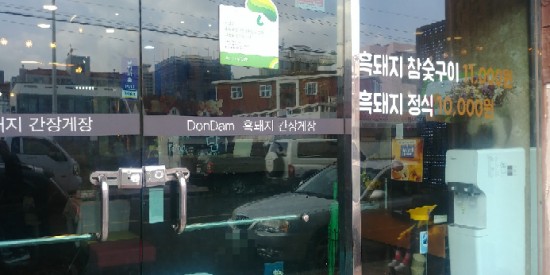 흑돼지 참숯구이
흑돼지 정식 10,000원
돼지 간장게장
DonDam 흑돼지 간장게장